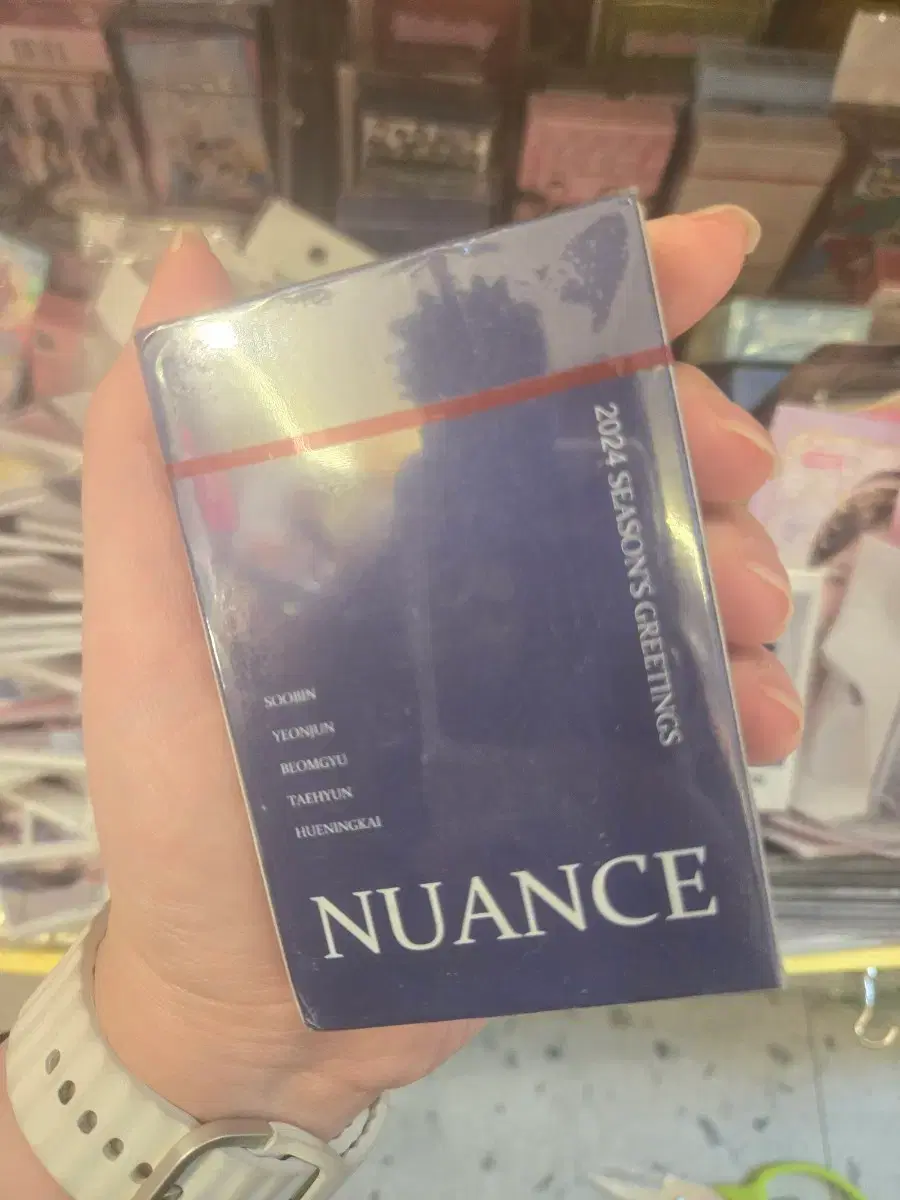 2024 SEASON'S GREETINGS
SOOBIN
YEONJUN
BEOMGYU
TAEHYUN
HUENINGKAI
NUANCE